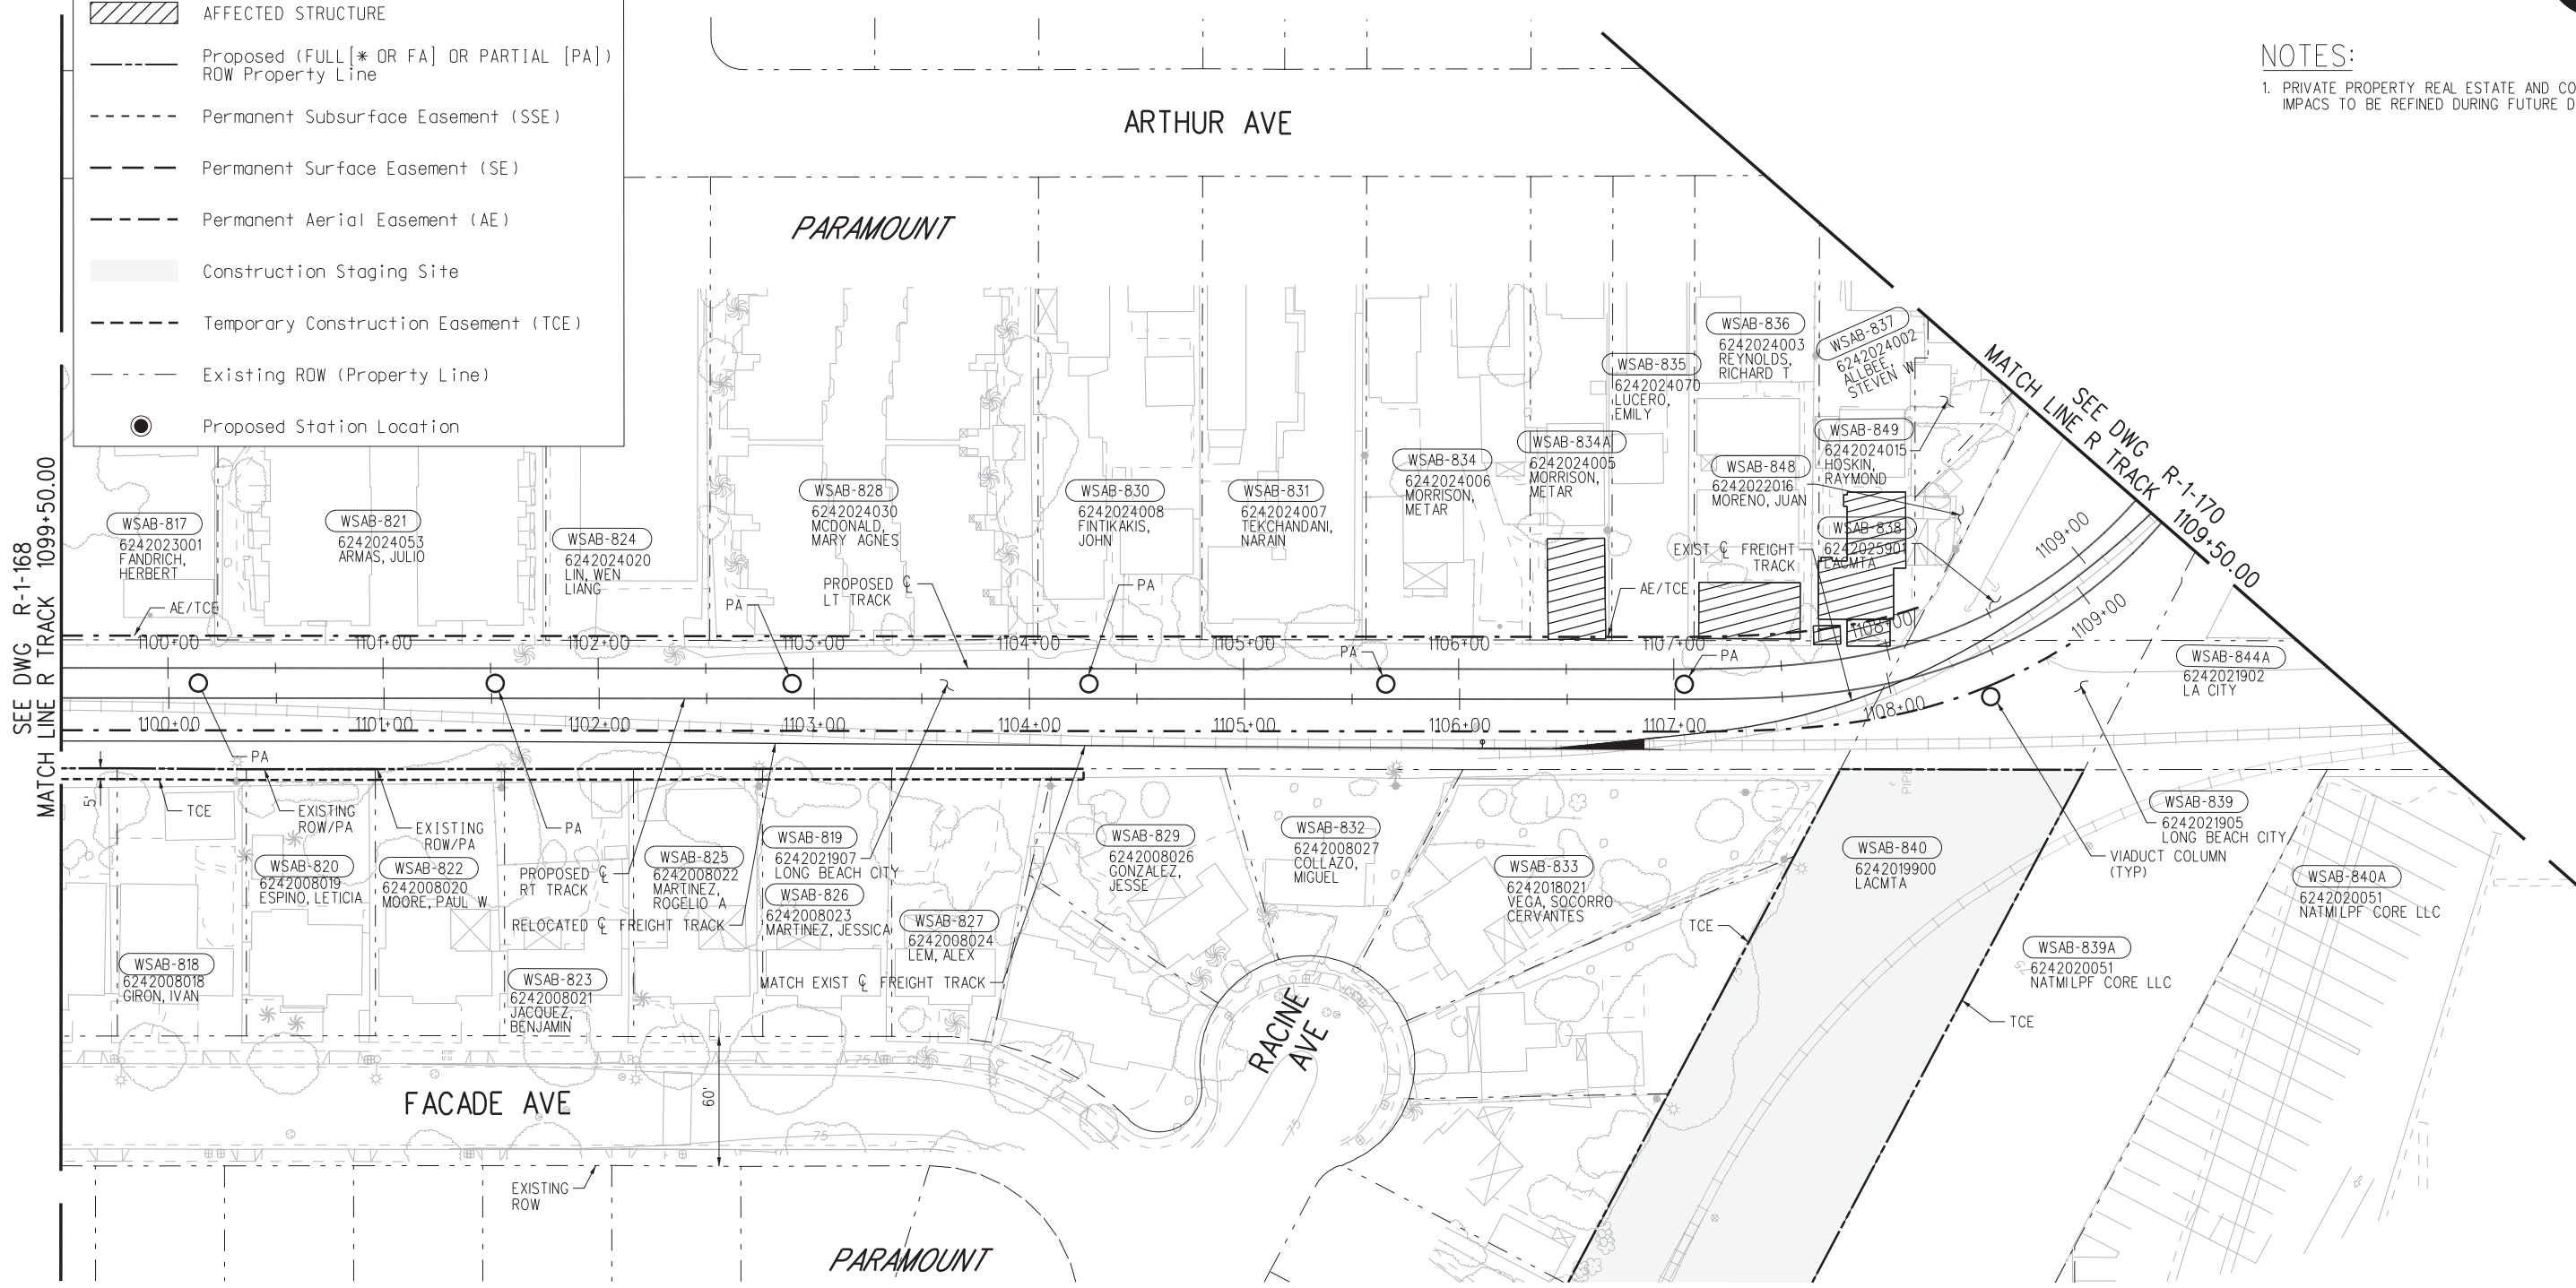 AFFECTED STRUCTURE
Proposed (FULL[* OR FA] OR PARTIAL [PA])
ROW Property Line
Permanent Subsurface Easement (SSE)
Permanent Surface Easement (SE)
Permanent Aerial Easement (AE)
Construction Staging Site
Temporary Construction Easement (TCE)
Existing ROW (Property Line)
Proposed Station Location
NOTES:
1. PRIVATE PROPERTY REAL ESTATE AND CO
IMPACS TO BE REFINED DURING FUTURE D
ARTHUR AVE
PARAMOUNT
SEE DWG R-1-168
MATCH LINE R TRACK 1099+50.00
SEE DWG R-1-170
MATCH LINE R TRACK 1109+50.00
WSAB-817
6242023001
FANDRICH,
HERBERT
WSAB-821
6242024053
ARMAS, JULIO
WSAB-824
6242024020
LIN, WEN
LIANG
WSAB-828
6242024030
MCDONALD,
MARY AGNES
WSAB-830
6242024008
FINTIKAKIS,
JOHN
WSAB-831
6242024007
TEKCHANDANI,
NARAIN
WSAB-834
6242024006
MORRISON,
METAR
WSAB-834A
6242024005
MORRISON,
METAR
WSAB-835
6242024070
LUCERO,
EMILY
WSAB-836
6242024003
REYNOLDS,
RICHARD T
WSAB-837
6242024002
ALLBEE,
STEVEN W
WSAB-848
6242022016
MORENO, JUAN
WSAB-849
6242024015
HOSKIN,
RAYMOND
WSAB-838
6242025901
LACMTA
EXIST CL FREIGHT
TRACK
AE/TCE
PROPOSED CL
LT TRACK
PA
PA
AE/TCE
1100+00
1101+00
1102+00
1103+00
1104+00
1105+00
1106+00
1107+00
1108+00
1109+00
PA
PA
1100+00
1101+00
1102+00
1103+00
1104+00
1105+00
1106+00
1107+00
1108+00
1109+00
WSAB-844A
6242021902
LA CITY
PA
5'
TCE
EXISTING
ROW/PA
EXISTING
ROW/PA
PA
PIPE
WSAB-820
6242008019
ESPINO, LETICIA
WSAB-822
6242008020
MOORE, PAUL W
PROPOSED CL
RT TRACK
RELOCATED CL FREIGHT TRACK
WSAB-825
6242008022
MARTINEZ,
ROGELIO A
WSAB-819
6242021907
LONG BEACH CITY
WSAB-826
6242008023
MARTINEZ, JESSICA
WSAB-827
6242008024
LEM, ALEX
MATCH EXIST CL FREIGHT TRACK
WSAB-829
6242008026
GONZALEZ,
JESSE
WSAB-832
6242008027
COLLAZO,
MIGUEL
WSAB-833
6242018021
VEGA, SOCORRO
CERVANTES
TCE
WSAB-840
6242019900
LACMTA
WSAB-839
6242021905
LONG BEACH CITY
VIADUCT COLUMN
(TYP)
WSAB-840A
6242020051
NATMILPF CORE LLC
WSAB-839A
6242020051
NATMILPF CORE LLC
TCE
WSAB-818
6242008018
GIRON, IVAN
WSAB-823
6242008021
JACQUEZ,
BENJAMIN
RACINE
AVE
75
FACADE AVE
60'
75
75
EXISTING
ROW
PARAMOUNT